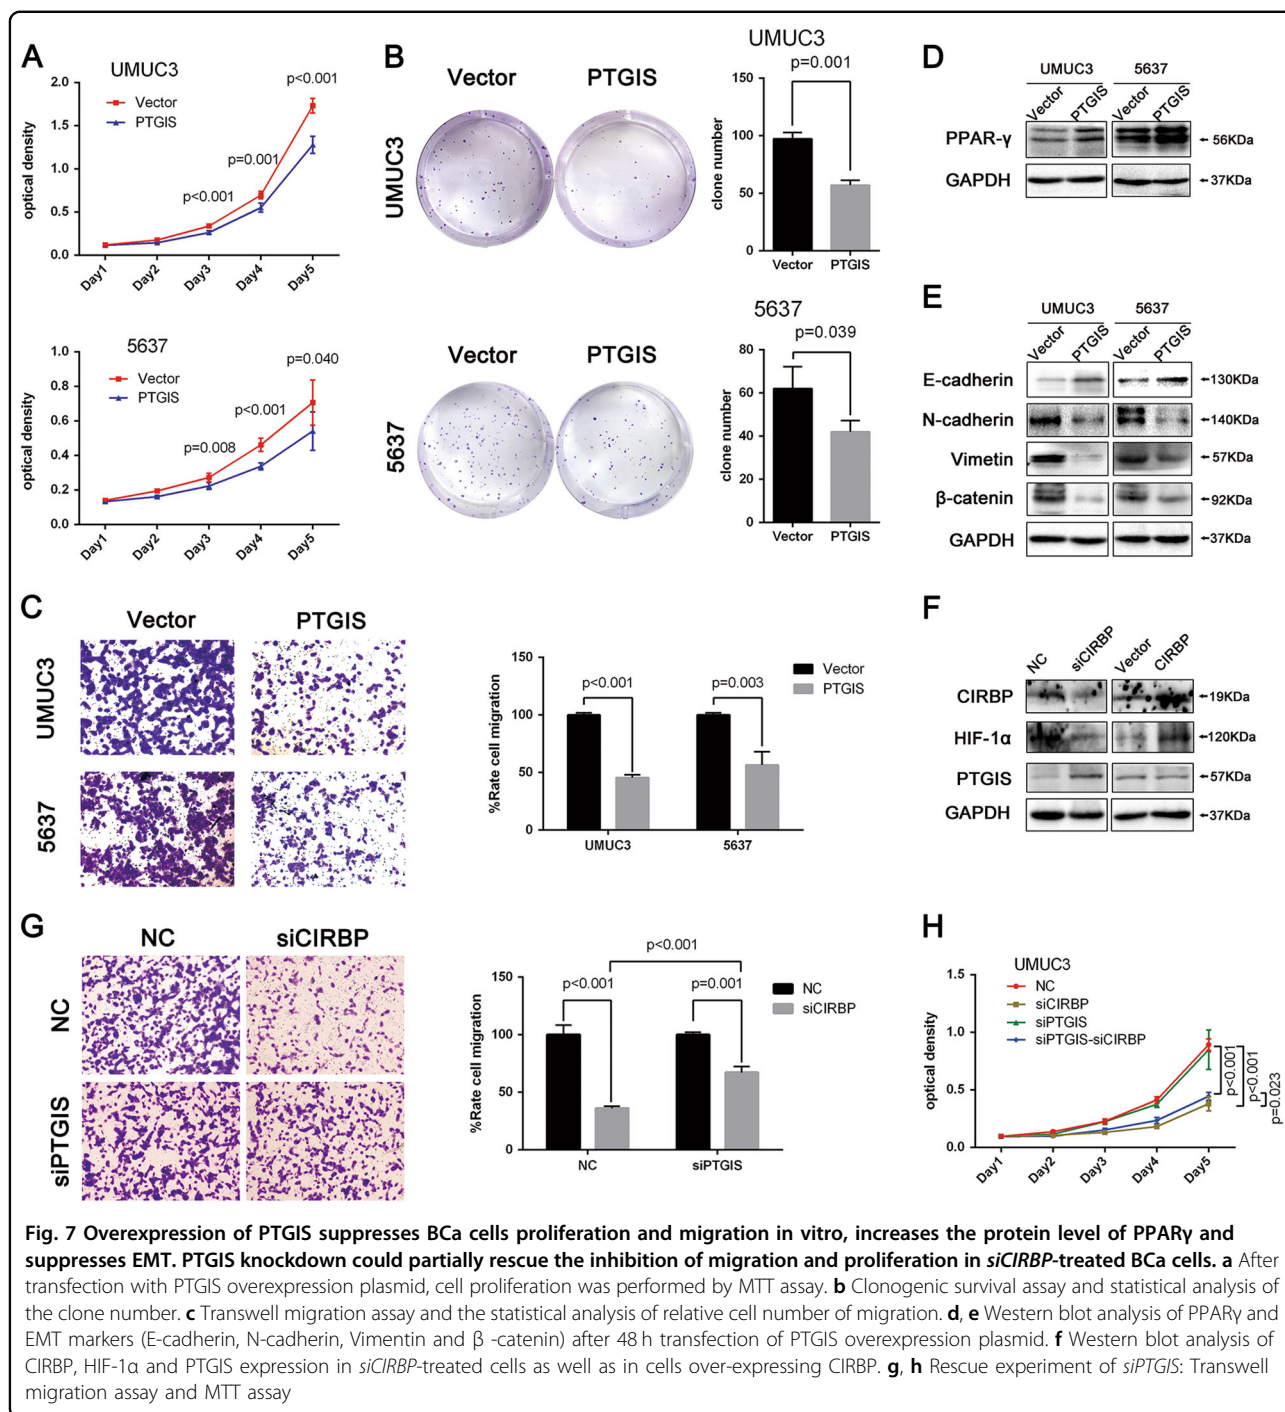 A
UMUC3
Vector
PTGIS
optical density
2.0
1.5
1.0
0.5
0.0
p<0.001
p=0.001
p<0.001
Day1 Day2 Day3 Day4 Day5
5637
Vector
PTGIS
optical density
1.0
0.8
0.6
0.4
0.2
0.0
p=0.040
p<0.001
p=0.008
Day1 Day2 Day3 Day4 Day5
B
Vector PTGIS
UMUC3
UMUC3
p=0.001
clone number
150
100
50
0
Vector PTGIS
Vector PTGIS
5637
5637
p=0.039
clone number
80
60
40
20
0
Vector PTGIS
C
Vector PTGIS
UMUC3
5637
%Rate cell migration
150
100
50
0
p<0.001
p=0.003
Vector
PTGIS
UMUC3 5637
D
UMUC3 5637
Vector PTGIS Vector PTGIS
PPAR-γ 56KDa
GAPDH 37KDa
E
UMUC3 5637
Vector PTGIS Vector PTGIS
E-cadherin 130KDa
N-cadherin 140KDa
Vimetin 57KDa
β-catenin 92KDa
GAPDH 37KDa
F
NC siCIRBP Vector CIRBP
CIRBP 19KDa
HIF-1α 120KDa
PTGIS 57KDa
GAPDH 37KDa
G
NC siCIRBP
NC
siPTGIS
%Rate cell migration
150
100
50
0
p<0.001
p<0.001
p=0.001
NC
siCIRBP
NC siPTGIS
H
UMUC3
NC
siCIRBP
siPTGIS
siPTGIS-siCIRBP
optical density
1.5
1.0
0.5
0.0
p<0.001
p<0.001
p=0.023
Day1 Day2 Day3 Day4 Day5
Fig. 7 Overexpression of PTGIS suppresses BCa cells proliferation and migration in vitro, increases the protein level of PPARγ and
suppresses EMT. PTGIS knockdown could partially rescue the inhibition of migration and proliferation in siCIRBP-treated BCa cells. a After
transfection with PTGIS overexpression plasmid, cell proliferation was performed by MTT assay. b Clonogenic survival assay and statistical analysis of
the clone number. c Transwell migration assay and the statistical analysis of relative cell number of migration. d, e Western blot analysis of PPARγ and
EMT markers (E-cadherin, N-cadherin, Vimentin and β -catenin) after 48 h transfection of PTGIS overexpression plasmid. f Western blot analysis of
CIRBP, HIF-1α and PTGIS expression in siCIRBP-treated cells as well as in cells over-expressing CIRBP. g, h Rescue experiment of siPTGIS: Transwell
migration assay and MTT assay